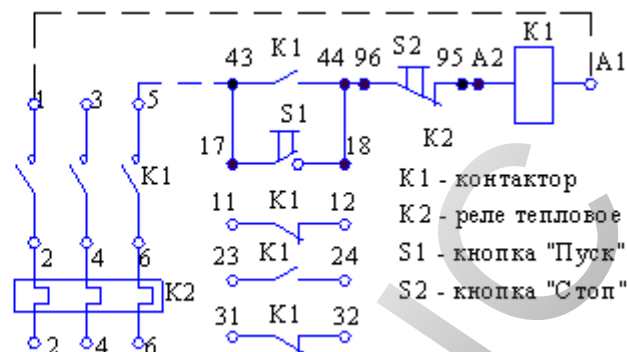 K1
43 K1 44 96 S2 95 A2 A1
1 3 5
S1
17 18
K2
K1
K1 - контактор
11 K1 12
K2 - реле тепловое
2 4 6
23 K1 24
S1 - кнопка "Пуск"
K2
S2 - кнопка "Стоп"
31 K1 32
2 4 6